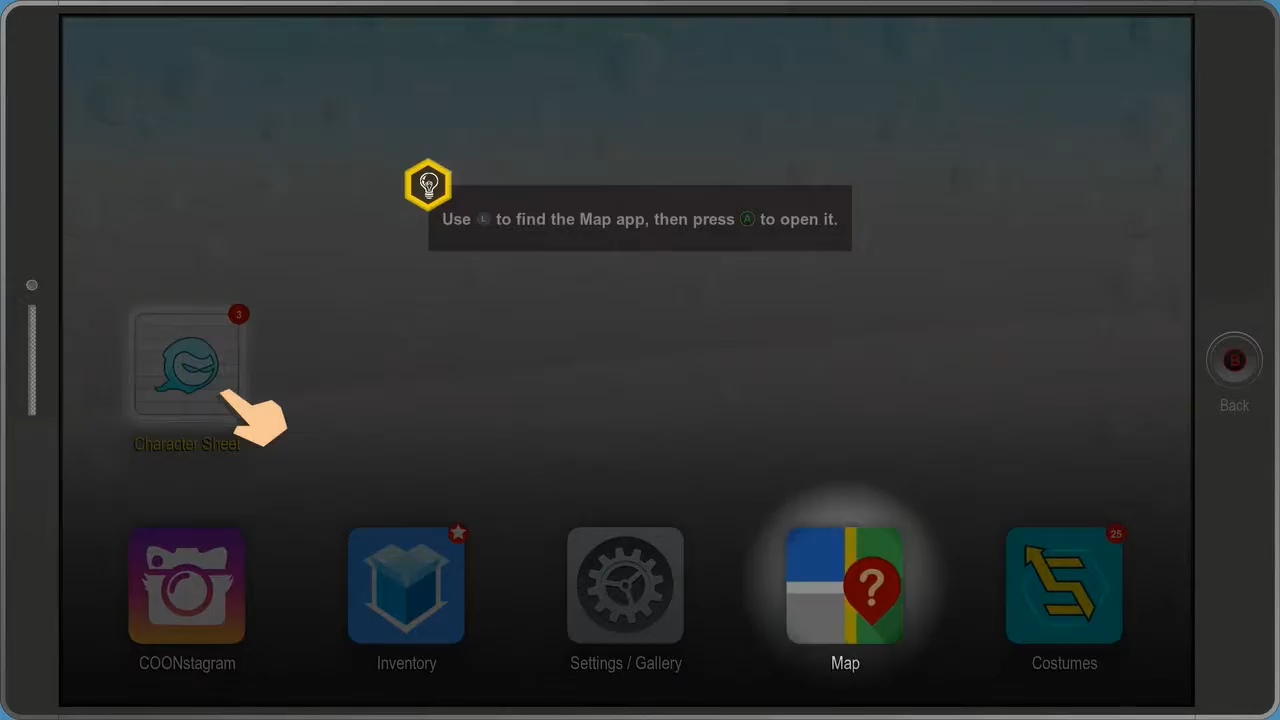 Use L to find the Map app, then press A to open it.
3
Character Sheet
B
Back
25
COONstagram
Inventory
Settings / Gallery
?
Map
Costumes